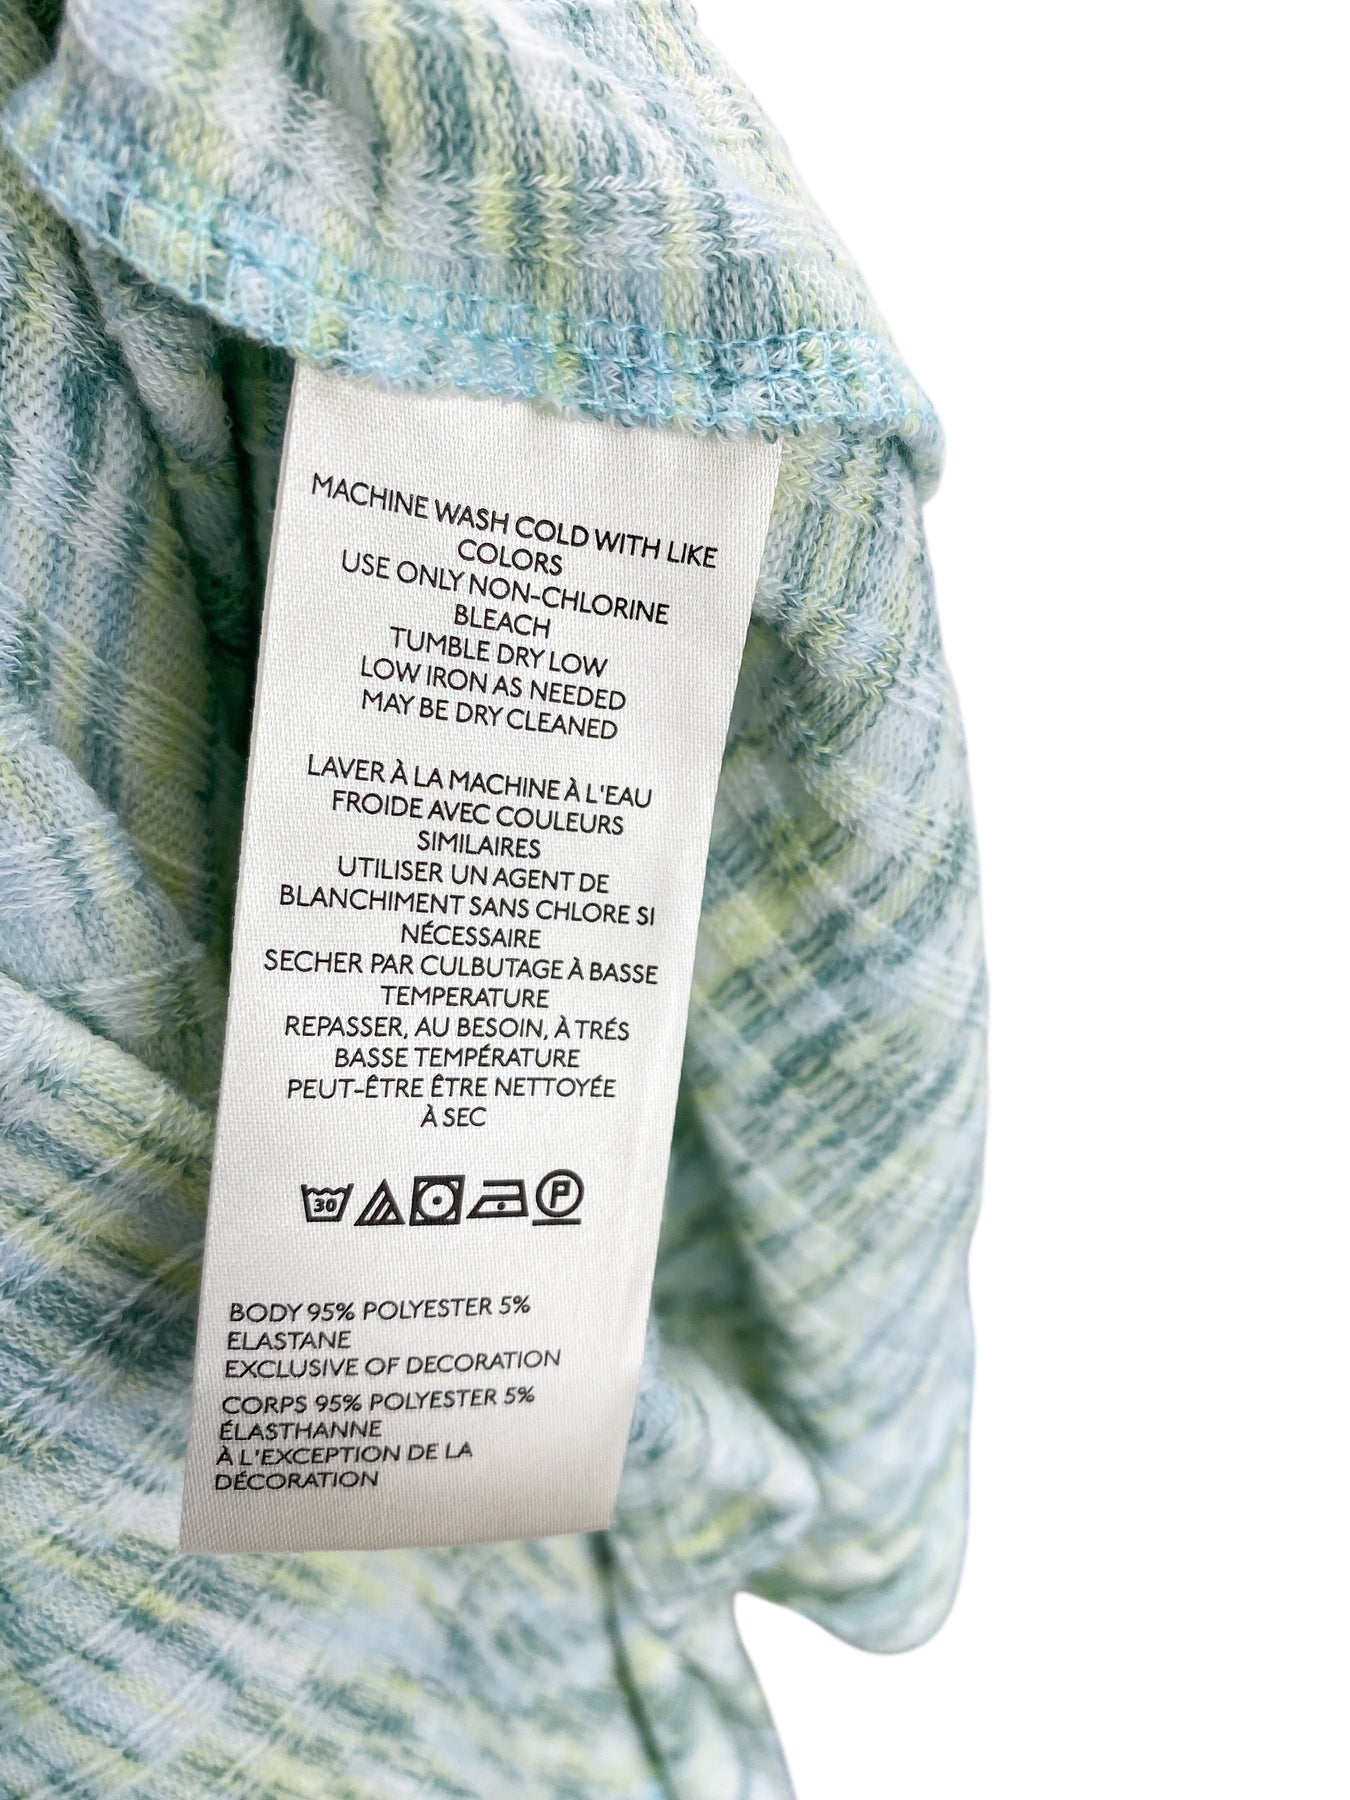 MACHINE WASH COLD WITH LIKE
COLORS
USE ONLY NON-CHLORINE
BLEACH
TUMBLE DRY LOW
LOW IRON AS NEEDED
MAY BE DRY CLEANED
LAVER À LA MACHINE À L'EAU
FROIDE AVEC COULEURS
SIMILAIRES
UTILISER UN AGENT DE
BLANCHIMENT SANS CHLORE SI
NÉCESSAIRE
SECHER PAR CULBUTAGE À BASSE
TEMPERATURE
REPASSER, AU BESOIN, À TRÉS
BASSE TEMPÉRATURE
PEUT-ÊTRE ÊTRE NETTOYÉE
À SEC
30 P
BODY 95% POLYESTER 5%
ELASTANE
EXCLUSIVE OF DECORATION
CORPS 95% POLYESTER 5%
ÉLASTHANNE
À L'EXCEPTION DE LA
DÉCORATION